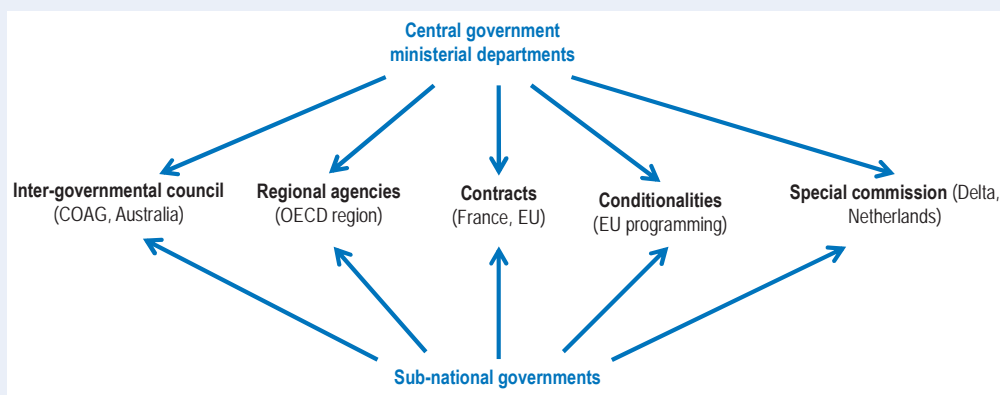 Central government
ministerial departments
Inter-governmental council
(COAG, Australia)
Regional agencies
(OECD region)
Contracts
(France, EU)
Conditionalities
(EU programming)
Special commission (Delta,
Netherlands)
Sub-national governments